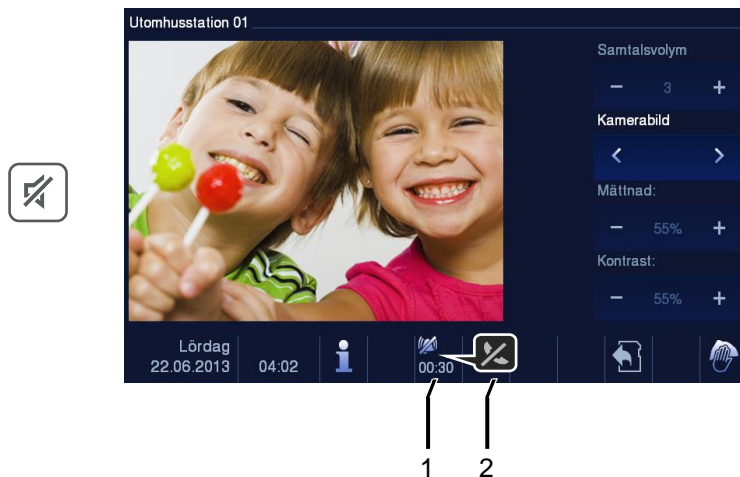 Utomhusstation 01
Samtalsvolym
− 3 +
Kamerabild
< >
Mättnad:
− 55% +
Kontrast:
− 55% +
Lördag
22.06.2013
04:02
i
00:30
1 2